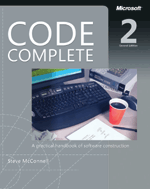 Microsoft
CODE
COMPLETE
2
Second Edition
A practical handbook of software construction
Steve McConnell